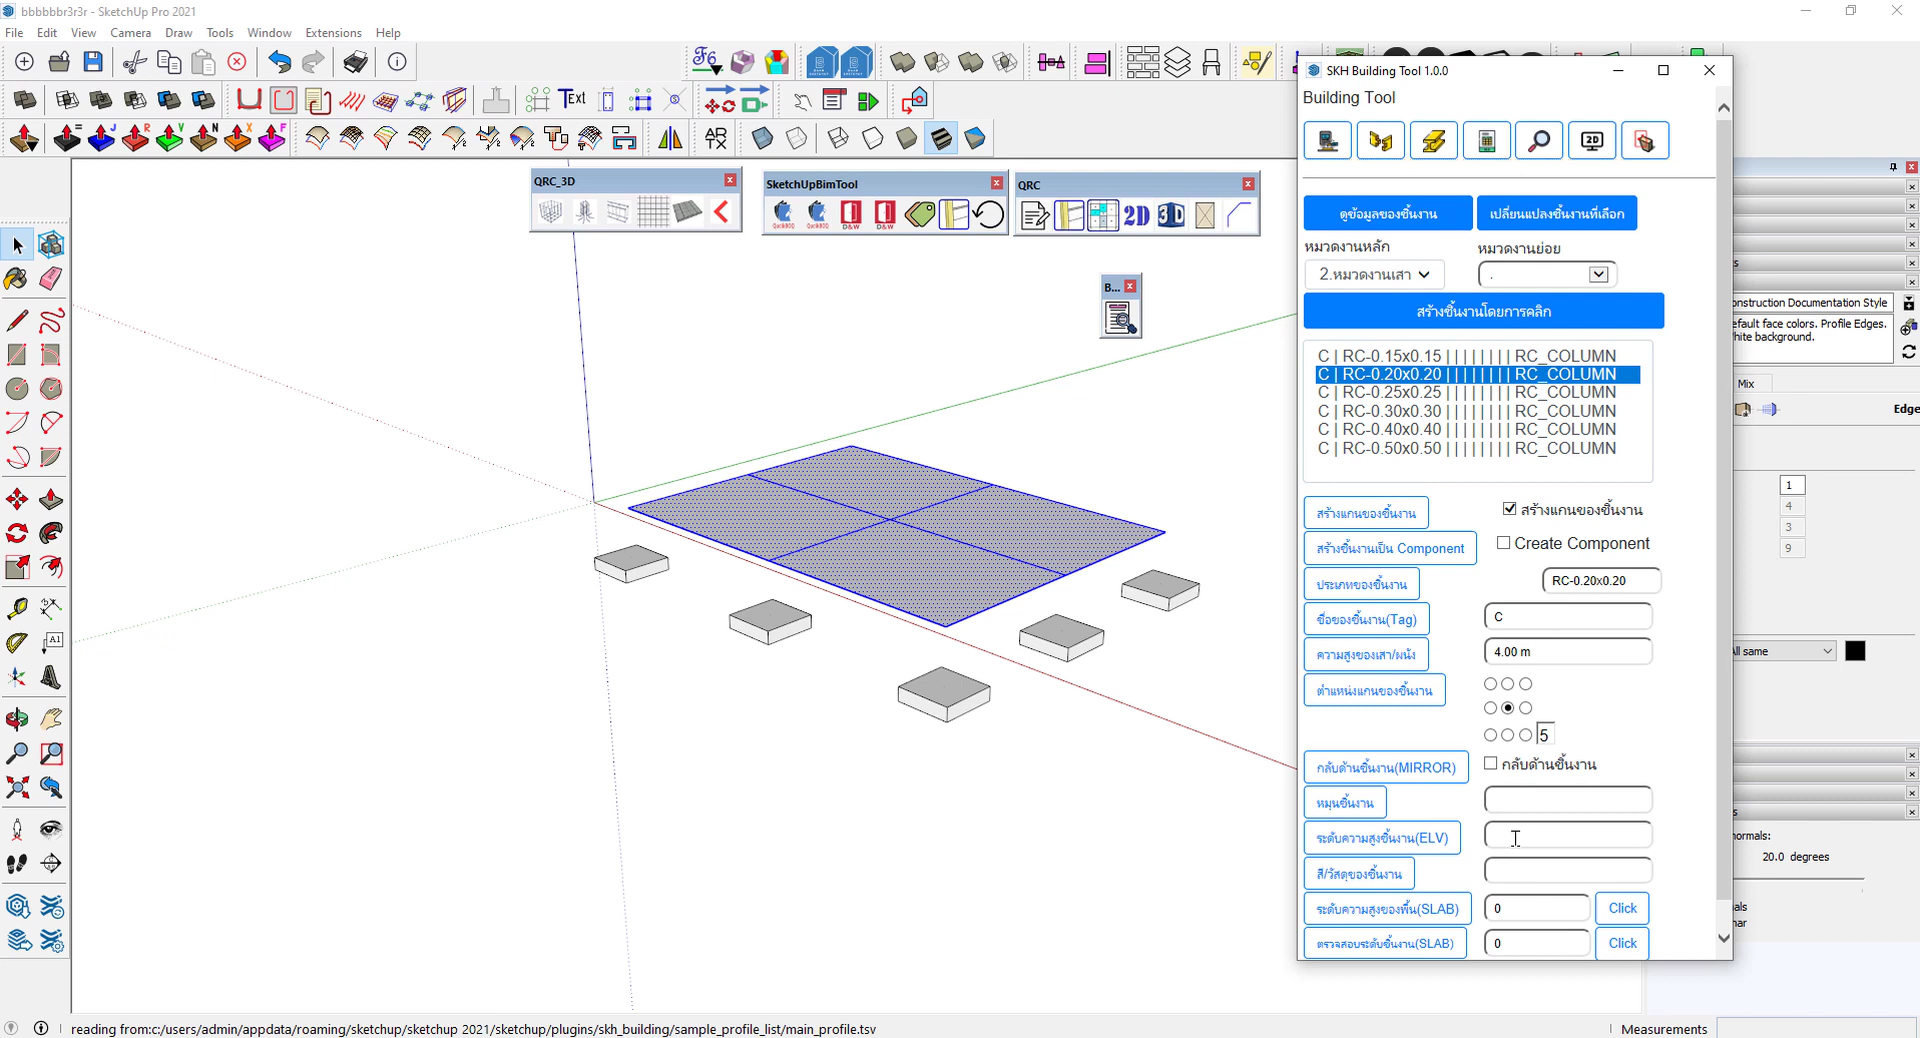 bbbbbbr3r3r - SketchUp Pro 2021
File Edit View Camera Draw Tools Window Extensions Help
Text
AR
TX
QRC_3D
SketchUpBimTool
D&W
D&W
QRC
2D
3D
B...
A1
SKH Building Tool 1.0.0
Building Tool
2D
ดูข้อมูลของชิ้นงาน
เปลี่ยนแปลงชิ้นงานที่เลือก
หมวดงานหลัก
หมวดงานย่อย
2.หมวดงานเสา
.
สร้างชิ้นงานโดยการคลิก
C | RC-0.15x0.15 | | | | | | | | RC_COLUMN
C | RC-0.20x0.20 | | | | | | | | RC_COLUMN
C | RC-0.25x0.25 | | | | | | | | RC_COLUMN
C | RC-0.30x0.30 | | | | | | | | RC_COLUMN
C | RC-0.40x0.40 | | | | | | | | RC_COLUMN
C | RC-0.50x0.50 | | | | | | | | RC_COLUMN
สร้างแกนของชิ้นงาน
สร้างแกนของชิ้นงาน
สร้างชิ้นงานเป็น Component
Create Component
ประเภทของชิ้นงาน
RC-0.20x0.20
ชื่อของชิ้นงาน(Tag)
C
ความสูงของเสา/ผนัง
4.00 m
ตำแหน่งแกนของชิ้นงาน
5
กลับด้านชิ้นงาน(MIRROR)
กลับด้านชิ้นงาน
หมุนชิ้นงาน
ระดับความสูงชิ้นงาน(ELV)
สี/วัสดุของชิ้นงาน
ระดับความสูงของพื้น(SLAB)
0
Click
ตรวจสอบระดับชิ้นงาน(SLAB)
0
Click
s
onstruction Documentation Style
efault face colors. Profile Edges.
hite background.
Mix
Edge
1
4
3
9
ll same
s
ormals:
20.0 degrees
als
nar
reading from:c:/users/admin/appdata/roaming/sketchup/sketchup 2021/sketchup/plugins/skh_building/sample_profile_list/main_profile.tsv
Measurements